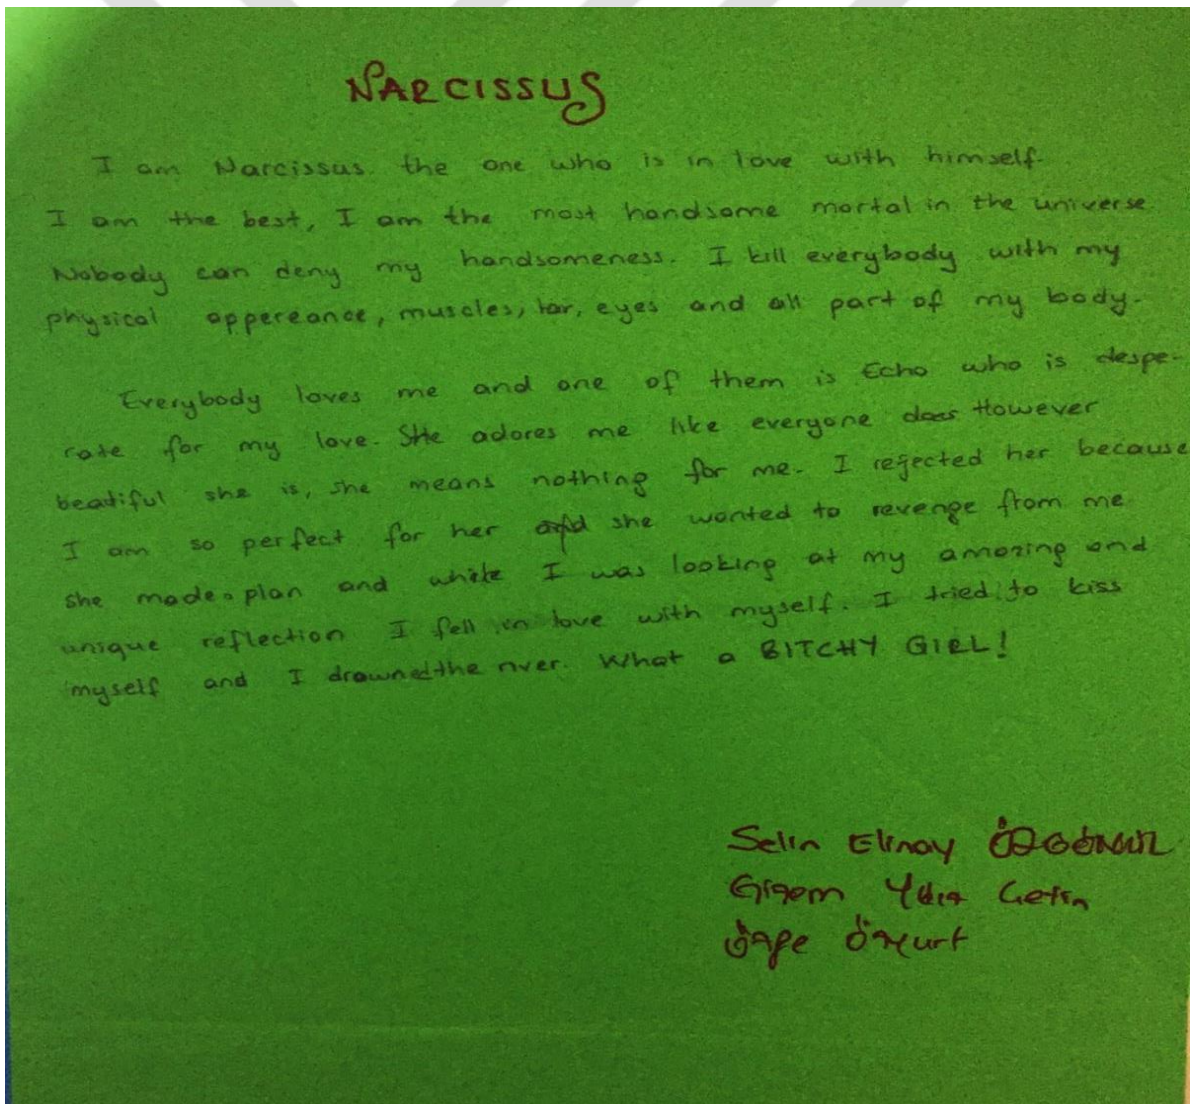 NARCISSUS
I am Narcissus. the one who is in love with himself.
I am the best, I am the most handsome mortal in the universe.
Nobody can deny my handsomeness. I kill everybody with my
physical appereance, muscles, har, eyes and all part of my body.
Everybody loves me and one of them is Echo who is despe-
rate for my love. She adores me like everyone does However
beatiful she is, she means nothing for me. I rejected her because
I am so perfect for her and she wanted to revenge from me
she made a plan and while I was looking at my amazing and
unique reflection I fell in love with myself. I tried to kiss
myself and I drowned the river. What a BITCHY GIRL!
Selin Elinay
Gizem Çetin
Özge Özyurt